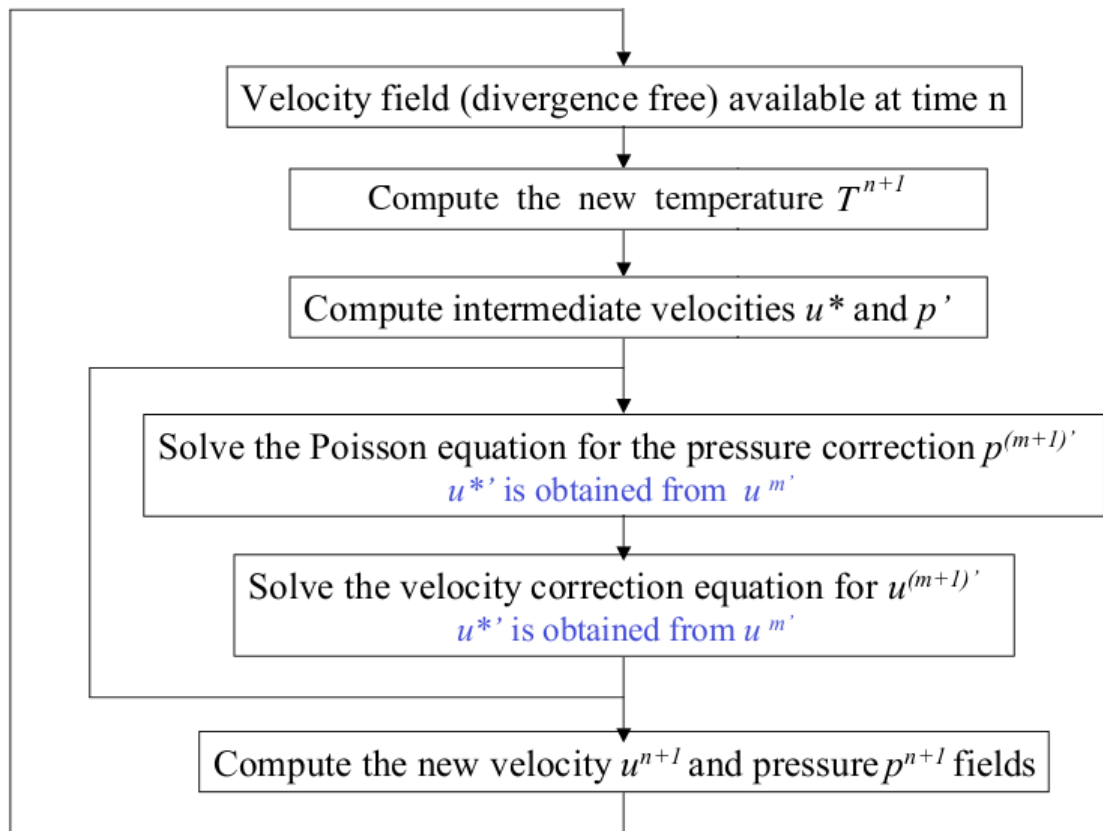 Velocity field (divergence free) available at time n
Compute the new temperature T^{n+1}
Compute intermediate velocities u* and p’
Solve the Poisson equation for the pressure correction p^{(m+1)’}
u*’ is obtained from u^{m’}
Solve the velocity correction equation for u^{(m+1)’}
u*’ is obtained from u^{m’}
Compute the new velocity u^{n+1} and pressure p^{n+1} fields